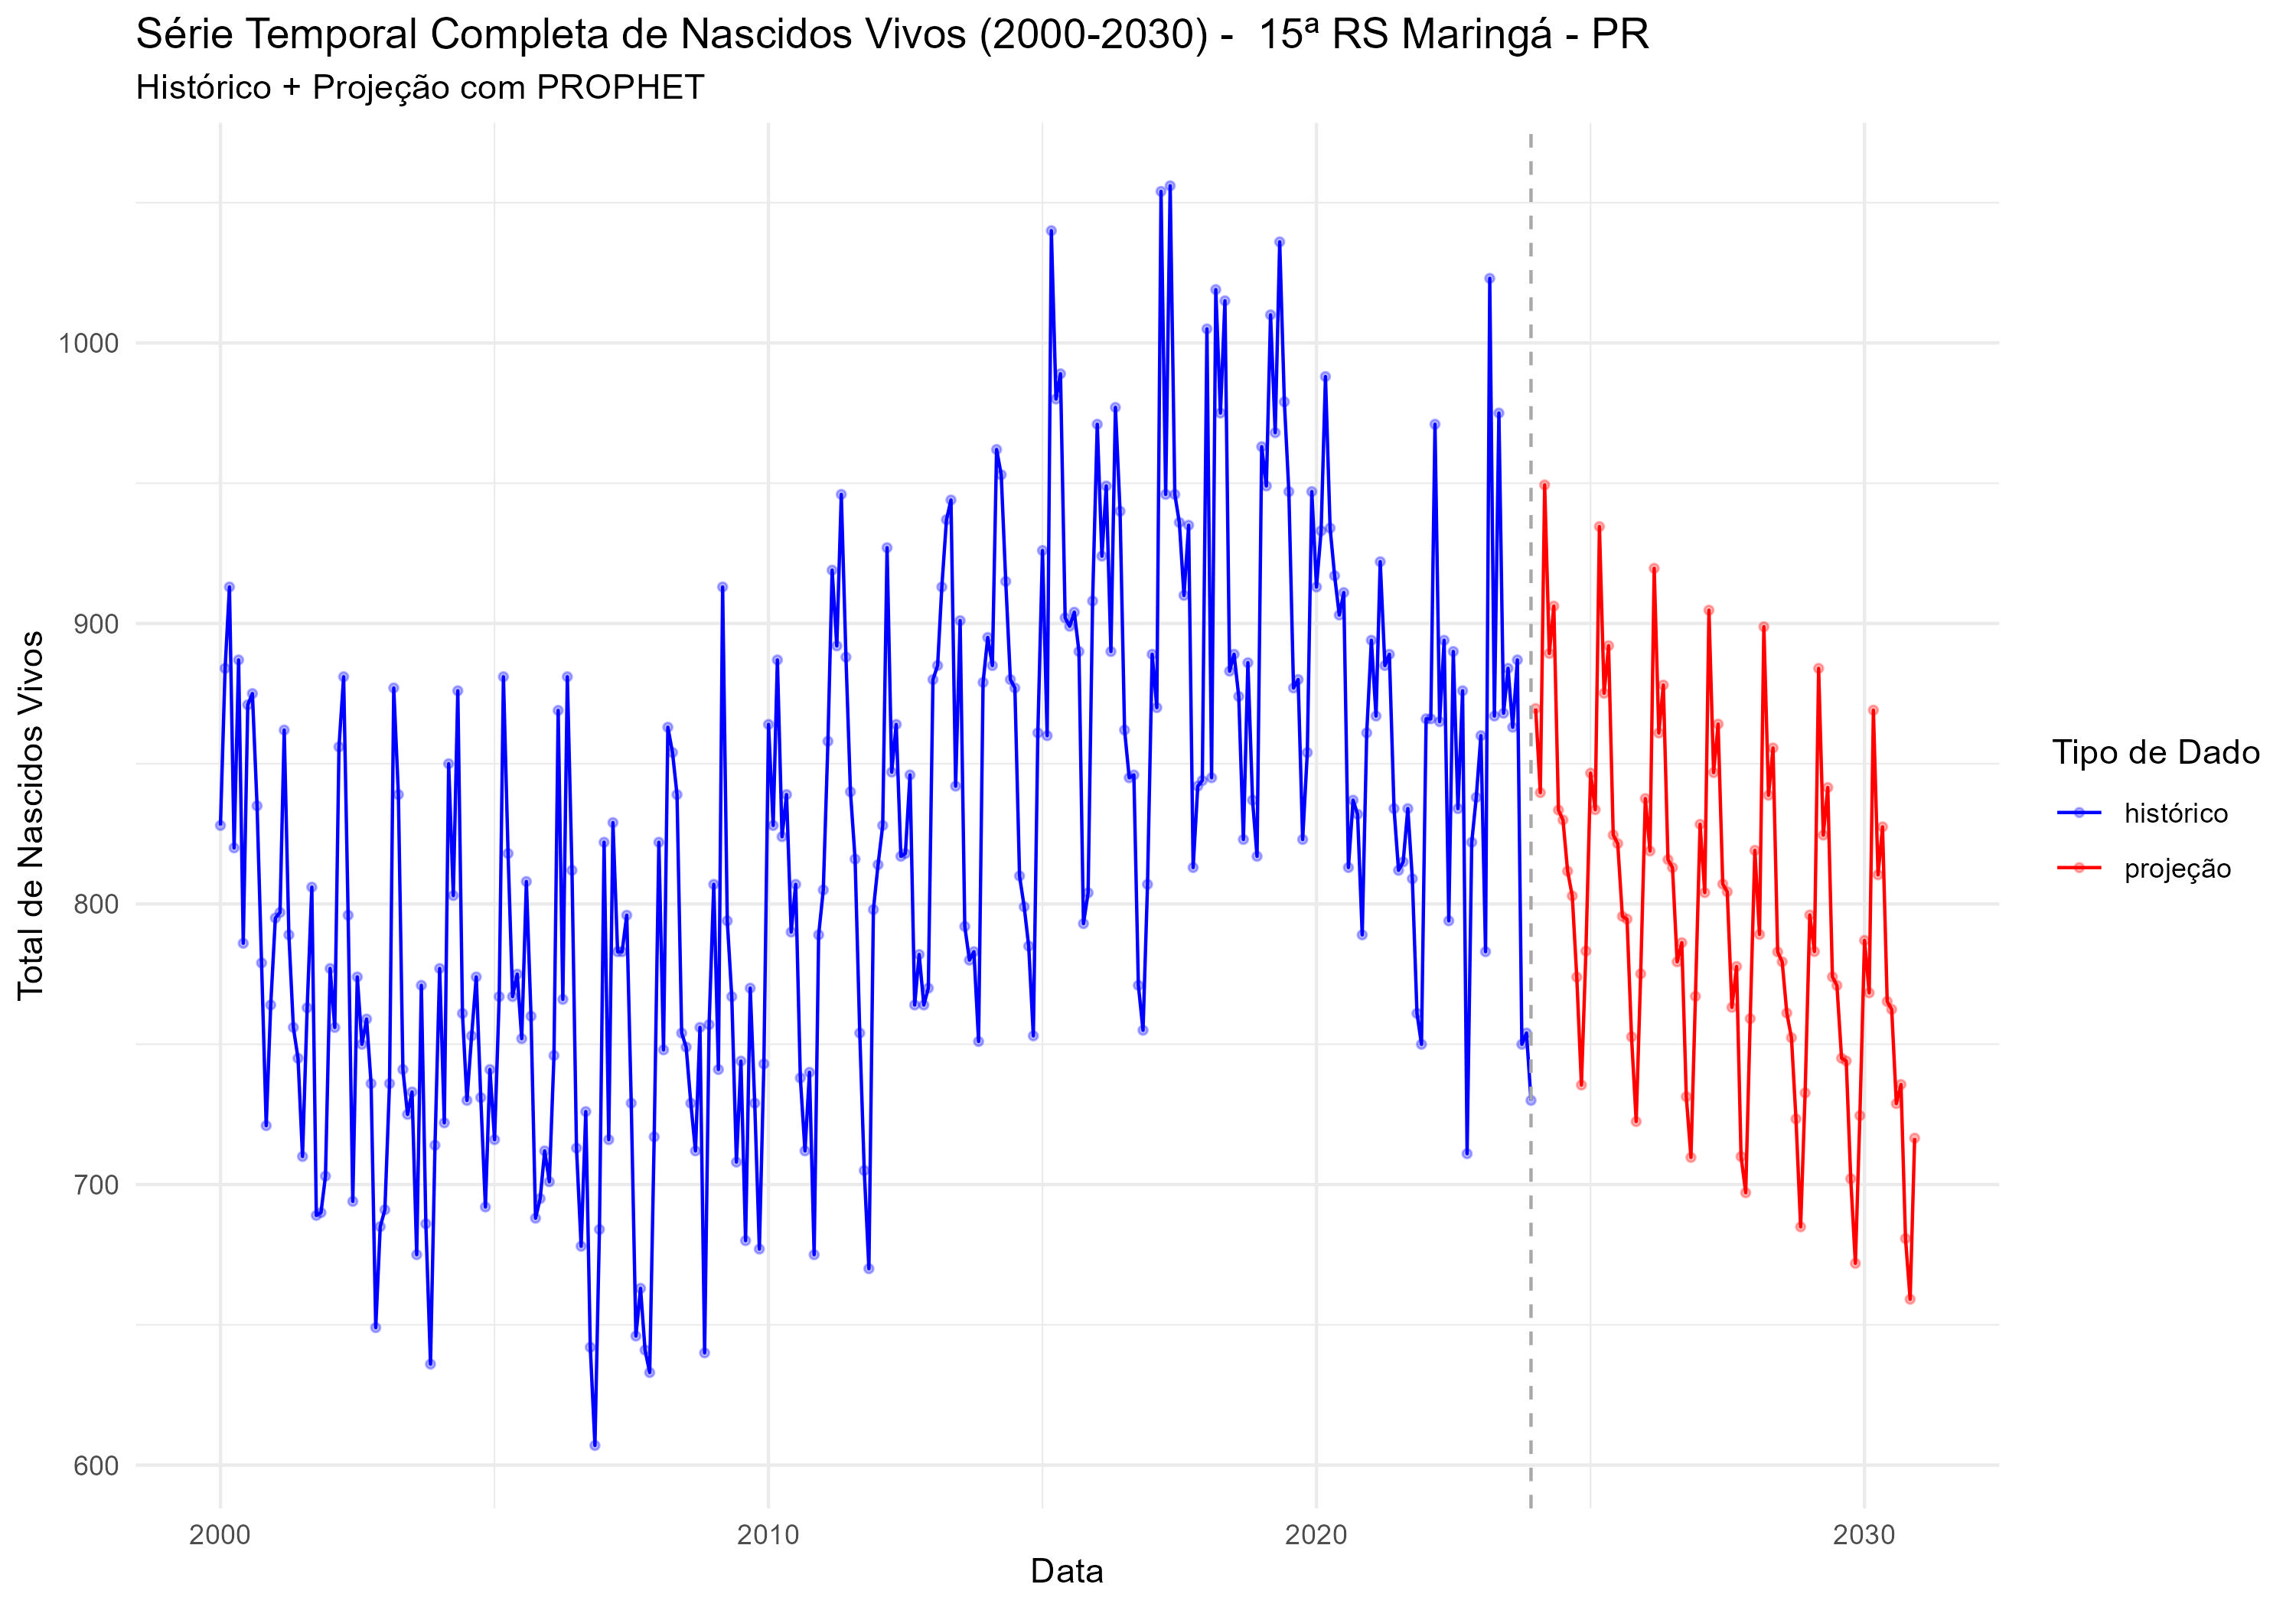 Série Temporal Completa de Nascidos Vivos (2000-2030) -  15ª RS Maringá - PR
Histórico + Projeção com PROPHET
Total de Nascidos Vivos
1000
900
800
700
600
2000
2010
2020
2030
Data
Tipo de Dado
histórico
projeção